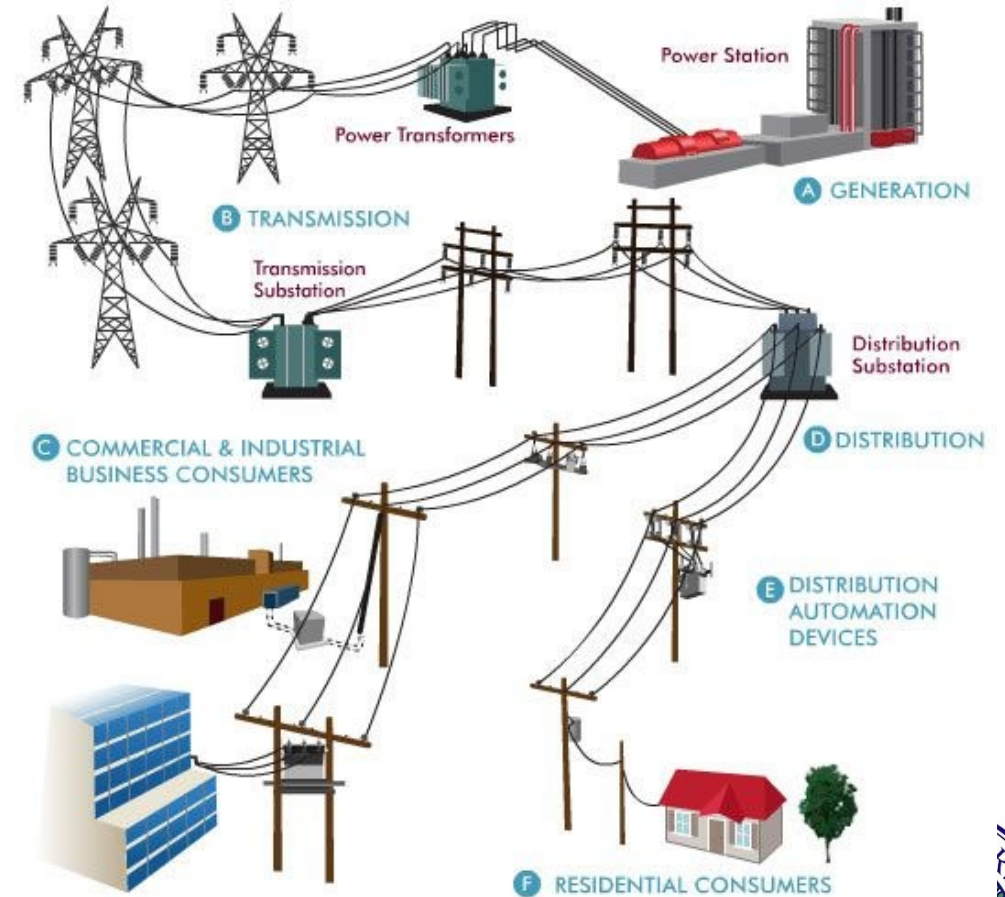 Power Station
Power Transformers
A GENERATION
B TRANSMISSION
Transmission
Substation
Distribution
Substation
C COMMERCIAL & INDUSTRIAL
BUSINESS CONSUMERS
D DISTRIBUTION
E DISTRIBUTION
AUTOMATION
DEVICES
F RESIDENTIAL CONSUMERS